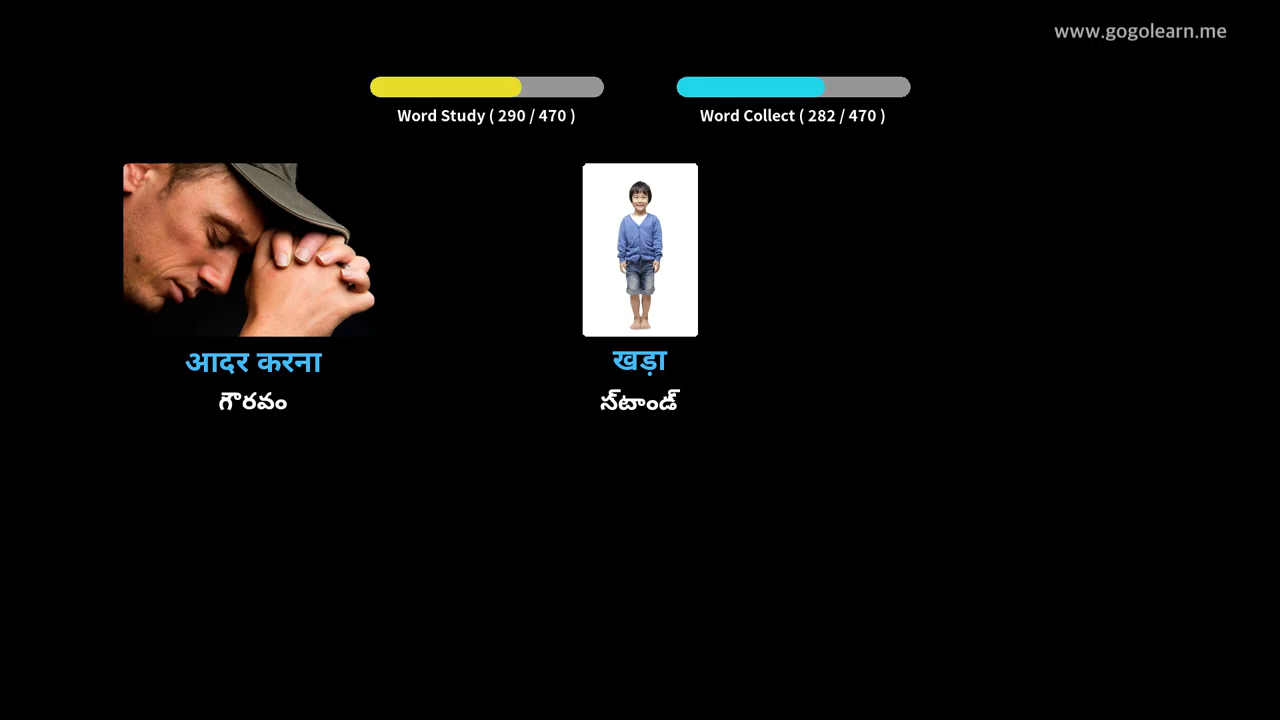 www.gogolearn.me
Word Study ( 290 / 470 )
Word Collect ( 282 / 470 )
आदर करना
खड़ा
గౌరవం
స్‌టాండ్